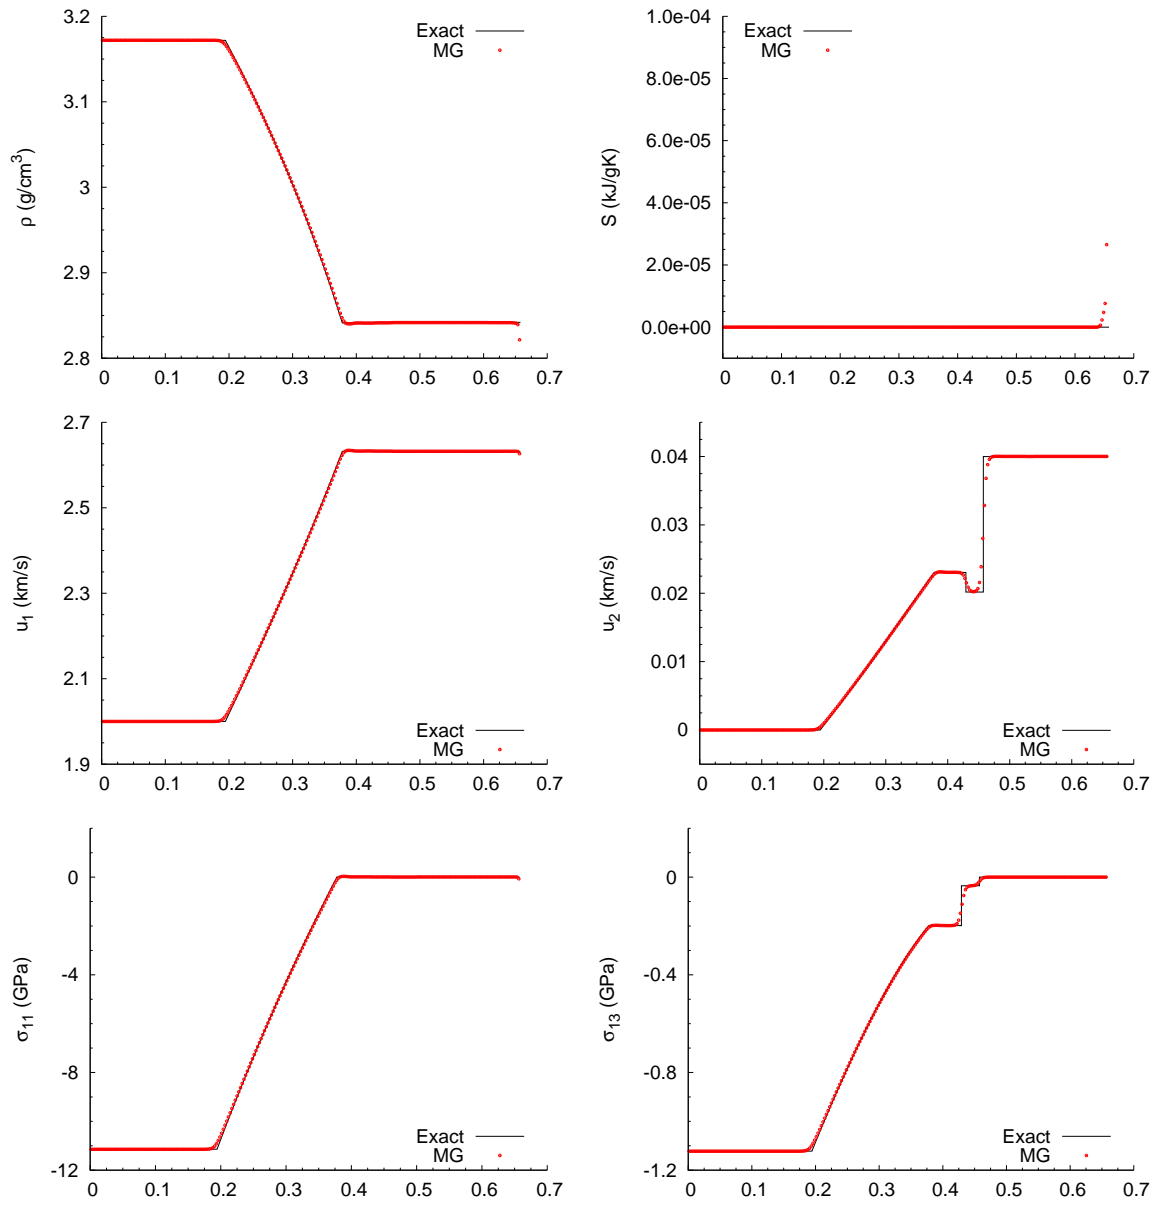 3.2
3.1
3
2.9
2.8
ρ (g/cm³)
Exact
MG
0 0.1 0.2 0.3 0.4 0.5 0.6 0.7
1.0e-04
8.0e-05
6.0e-05
4.0e-05
2.0e-05
0.0e+00
S (kJ/gK)
Exact
MG
0 0.1 0.2 0.3 0.4 0.5 0.6 0.7
2.7
2.5
2.3
2.1
1.9
u₁ (km/s)
Exact
MG
0 0.1 0.2 0.3 0.4 0.5 0.6 0.7
0.04
0.03
0.02
0.01
0
u₂ (km/s)
Exact
MG
0 0.1 0.2 0.3 0.4 0.5 0.6 0.7
0
-4
-8
-12
σ₁₁ (GPa)
Exact
MG
0 0.1 0.2 0.3 0.4 0.5 0.6 0.7
0
-0.4
-0.8
-1.2
σ₁₃ (GPa)
Exact
MG
0 0.1 0.2 0.3 0.4 0.5 0.6 0.7